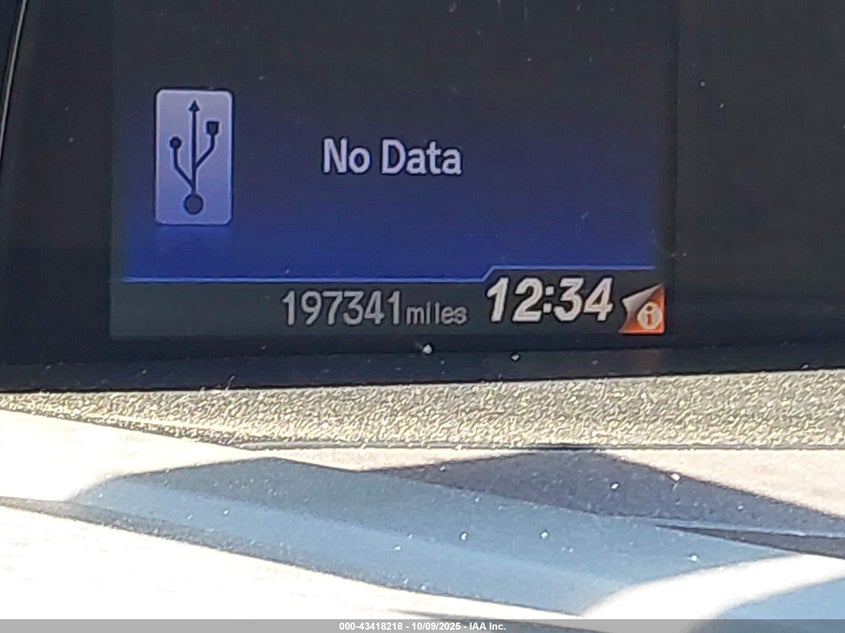 No Data
197341 miles 12:34
i
000-43418218 - 10/09/2025 - IAA Inc.